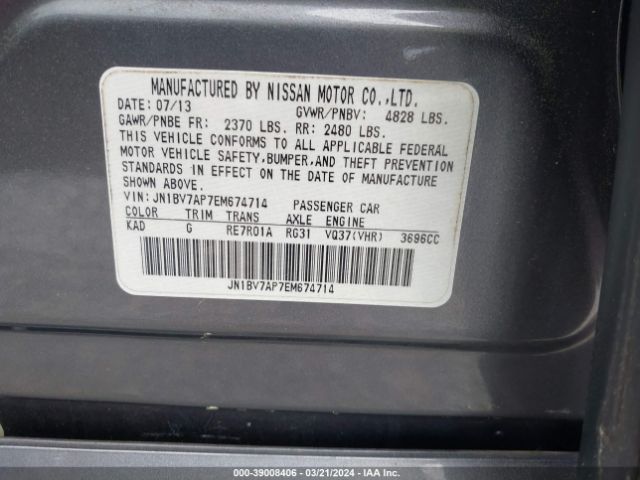 MANUFACTURED BY NISSAN MOTOR CO.,LTD.
DATE: 07/13 GVWR/PNBV: 4828 LBS.
GAWR/PNBE FR: 2370 LBS. RR: 2480 LBS.
THIS VEHICLE CONFORMS TO ALL APPLICABLE FEDERAL
MOTOR VEHICLE SAFETY,BUMPER,AND THEFT PREVENTION
STANDARDS IN EFFECT ON THE DATE OF MANUFACTURE
SHOWN ABOVE.
VIN: JN1BV7AP7EM674714 PASSENGER CAR
COLOR TRIM TRANS AXLE ENGINE
KAD G RE7R01A RG31 VQ37(VHR) 3696CC
JN1BV7AP7EM674714
000-39008406 - 03/21/2024 - IAA Inc.